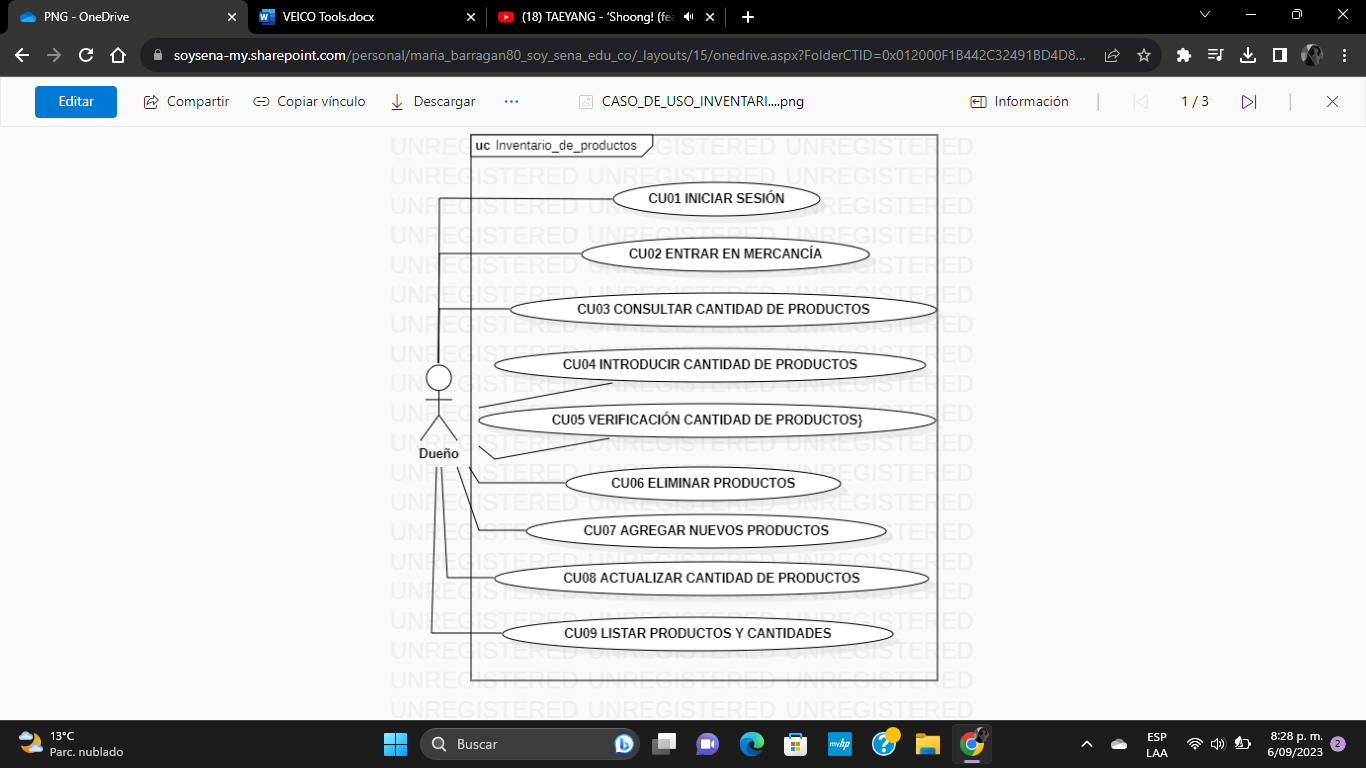 PNG - OneDrive
VEICO Tools.docx
(18) TAEYANG - 'Shoong! (fea
soysena-my.sharepoint.com/personal/maria_barragan80_soy_sena_edu_co/_layouts/15/onedrive.aspx?FolderCTID=0x012000F1B442C32491BD4D8...
Editar
Compartir
Copiar vínculo
Descargar
CASO_DE_USO_INVENTARI....png
Información
1 / 3
uc Inventario_de_productos
UNREGISTERED UNREGISTERED UNREGISTERED
CU01 INICIAR SESIÓN
CU02 ENTRAR EN MERCANCÍA
CU03 CONSULTAR CANTIDAD DE PRODUCTOS
CU04 INTRODUCIR CANTIDAD DE PRODUCTOS
CU05 VERIFICACIÓN CANTIDAD DE PRODUCTOS}
Dueño
CU06 ELIMINAR PRODUCTOS
CU07 AGREGAR NUEVOS PRODUCTOS
CU08 ACTUALIZAR CANTIDAD DE PRODUCTOS
CU09 LISTAR PRODUCTOS Y CANTIDADES
13°C
Parc. nublado
Buscar
myhp
ESP
LAA
8:28 p. m.
6/09/2023
2